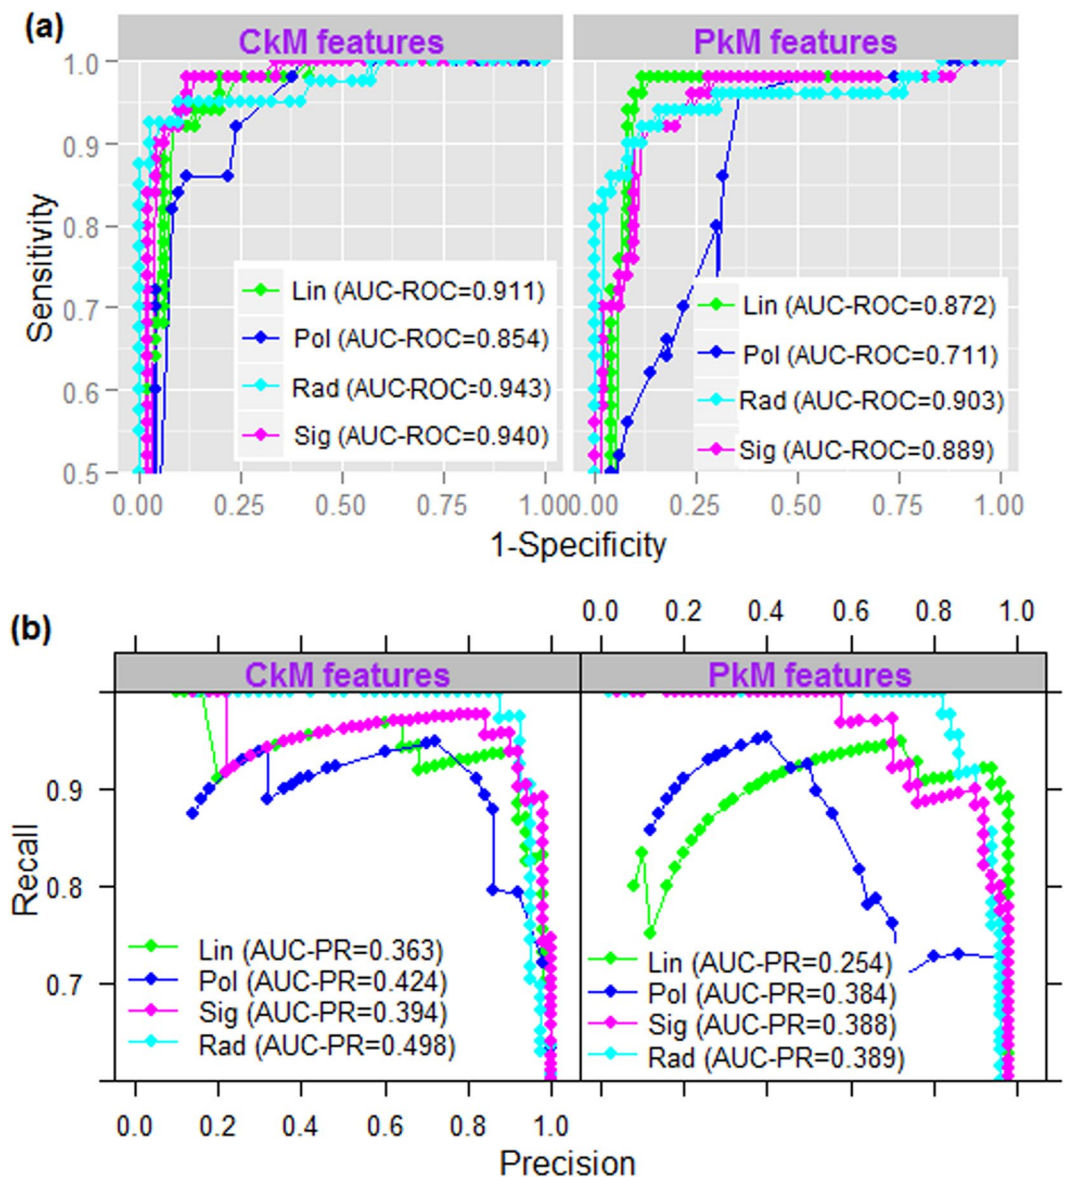 (a)
CkM features
PkM features
Sensitivity
1.0
0.9
0.8
0.7
0.6
0.5
Lin (AUC-ROC=0.911)
Pol (AUC-ROC=0.854)
Rad (AUC-ROC=0.943)
Sig (AUC-ROC=0.940)
Lin (AUC-ROC=0.872)
Pol (AUC-ROC=0.711)
Rad (AUC-ROC=0.903)
Sig (AUC-ROC=0.889)
0.00 0.25 0.50 0.75 1.00
0.00 0.25 0.50 0.75 1.00
1-Specificity
(b)
0.0 0.2 0.4 0.6 0.8 1.0
CkM features
PkM features
Recall
0.9
0.8
0.7
Lin (AUC-PR=0.363)
Pol (AUC-PR=0.424)
Sig (AUC-PR=0.394)
Rad (AUC-PR=0.498)
Lin (AUC-PR=0.254)
Pol (AUC-PR=0.384)
Sig (AUC-PR=0.388)
Rad (AUC-PR=0.389)
0.0 0.2 0.4 0.6 0.8 1.0
Precision